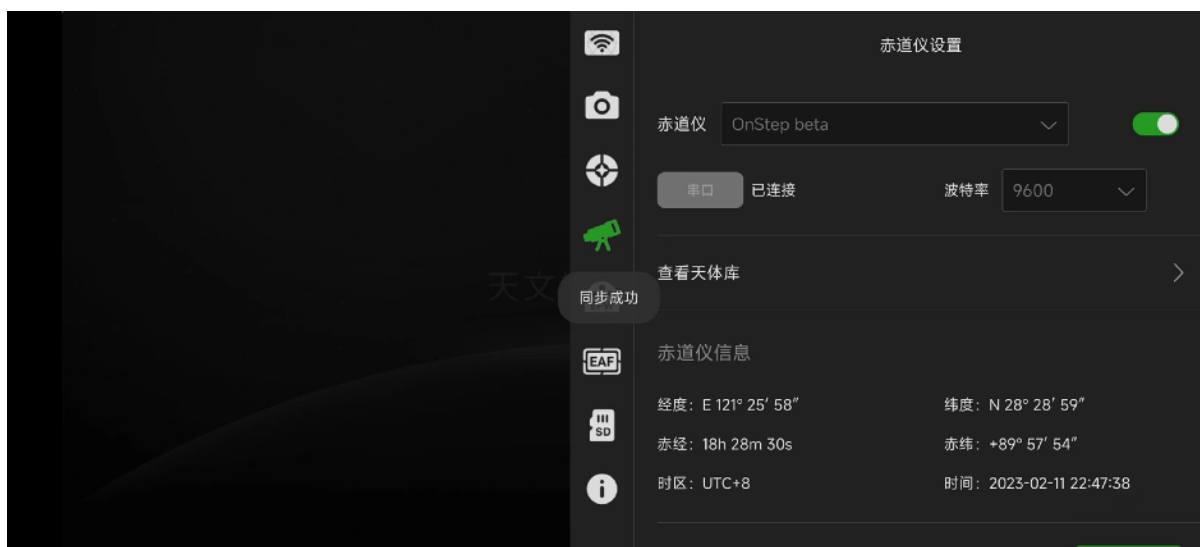 赤道仪设置
赤道仪 OnStep beta
串口 已连接 波特率 9600
查看天体库
天文
同步成功
赤道仪信息
EAF
经度: E 121° 25′ 58″ 纬度: N 28° 28′ 59″
SD
赤经: 18h 28m 30s 赤纬: +89° 57′ 54″
时区: UTC+8 时间: 2023-02-11 22:47:38